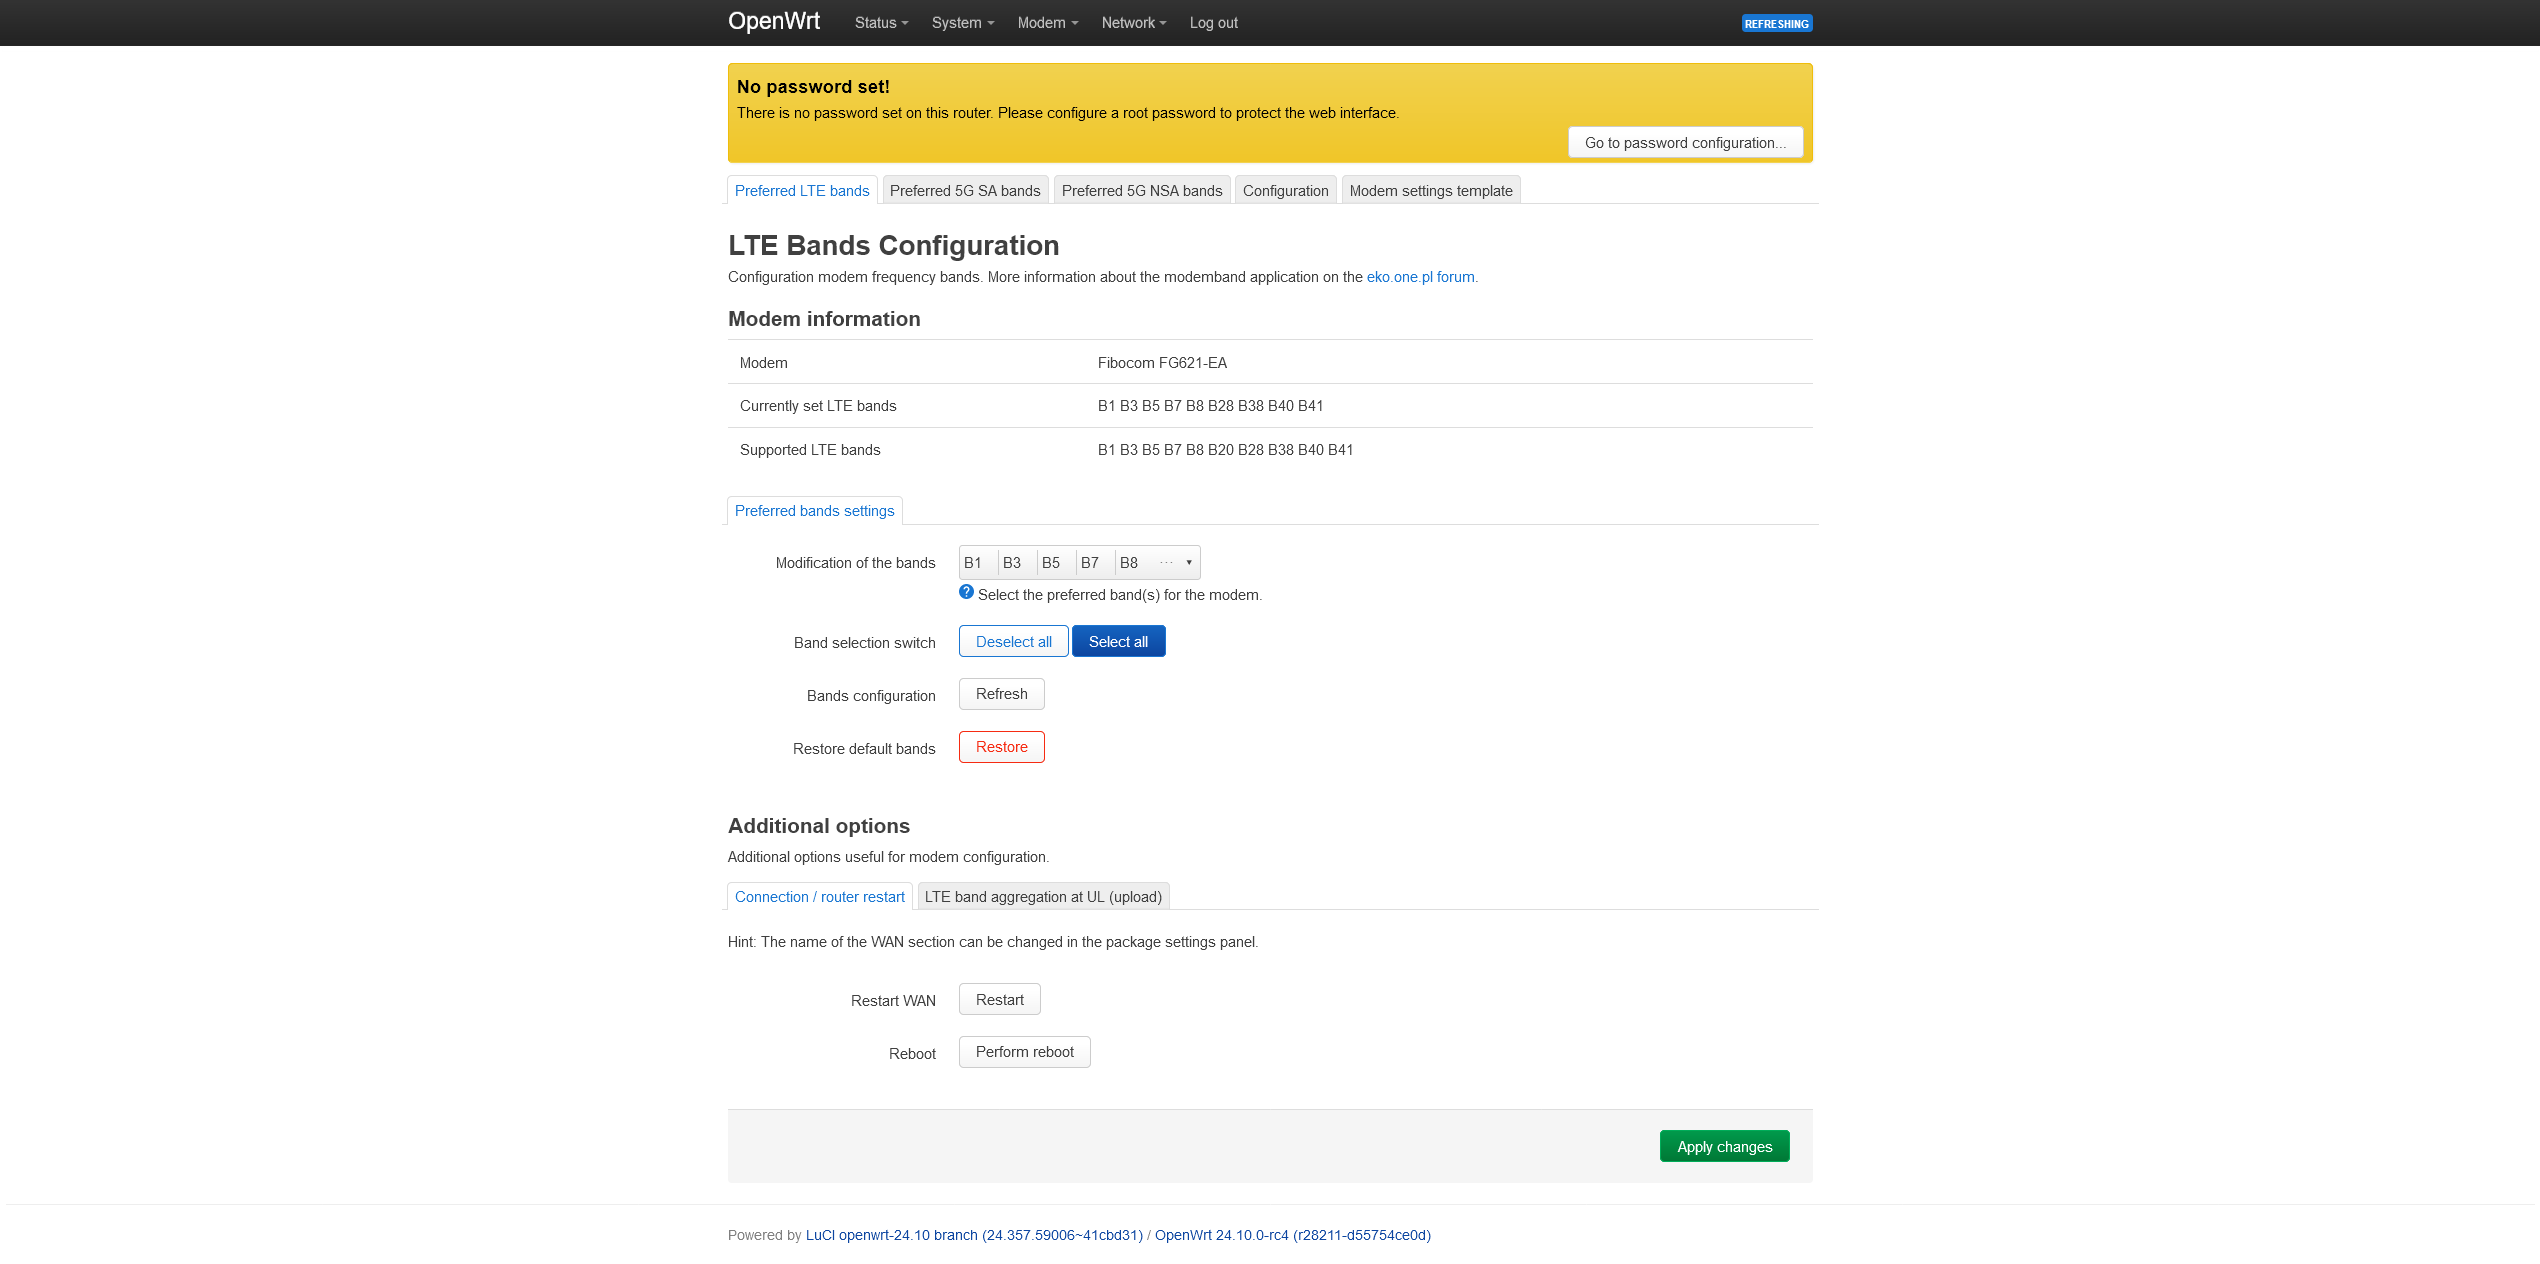 OpenWrt Status System Modem Network Log out REFRESHING
No password set!
There is no password set on this router. Please configure a root password to protect the web interface.
Go to password configuration...
Preferred LTE bands Preferred 5G SA bands Preferred 5G NSA bands Configuration Modem settings template
LTE Bands Configuration
Configuration modem frequency bands. More information about the modemband application on the eko.one.pl forum.
Modem information
Modem Fibocom FG621-EA
Currently set LTE bands B1 B3 B5 B7 B8 B28 B38 B40 B41
Supported LTE bands B1 B3 B5 B7 B8 B20 B28 B38 B40 B41
Preferred bands settings
Modification of the bands B1 B3 B5 B7 B8 ··· ▾
? Select the preferred band(s) for the modem.
Band selection switch Deselect all Select all
Bands configuration Refresh
Restore default bands Restore
Additional options
Additional options useful for modem configuration.
Connection / router restart LTE band aggregation at UL (upload)
Hint: The name of the WAN section can be changed in the package settings panel.
Restart WAN Restart
Reboot Perform reboot
Apply changes
Powered by LuCI openwrt-24.10 branch (24.357.59006~41cbd31) / OpenWrt 24.10.0-rc4 (r28211-d55754ce0d)